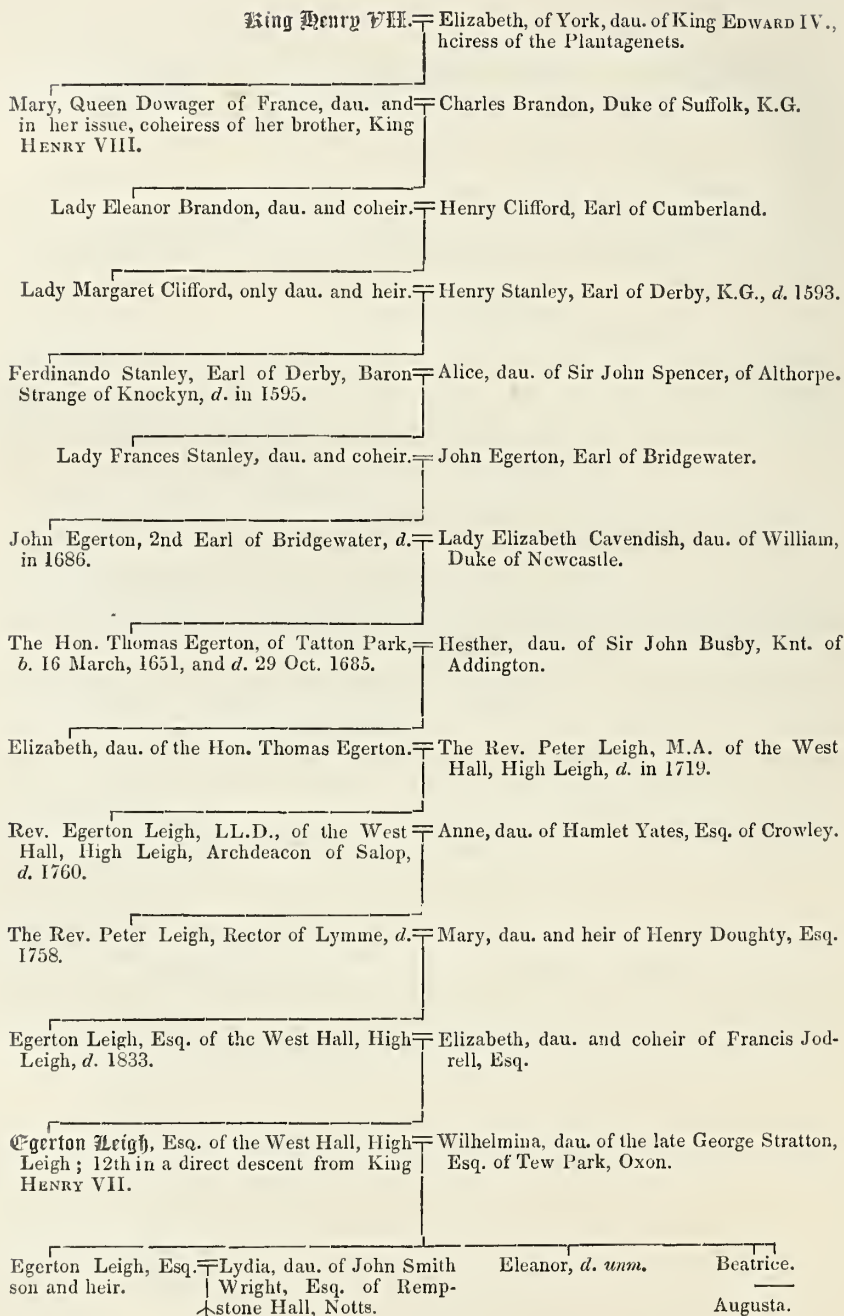 King Henry VII.
Elizabeth, of York, dau. of King EDWARD IV.,
heiress of the Plantagenets.
Mary, Queen Dowager of France, dau. and
in her issue, coheiress of her brother, King
HENRY VIII.
Charles Brandon, Duke of Suffolk, K.G.
Lady Eleanor Brandon, dau. and coheir.
Henry Clifford, Earl of Cumberland.
Lady Margaret Clifford, only dau. and heir.
Henry Stanley, Earl of Derby, K.G., d. 1593.
Ferdinando Stanley, Earl of Derby, Baron
Strange of Knockyn, d. in 1595.
Alice, dau. of Sir John Spencer, of Althorpe.
Lady Frances Stanley, dau. and coheir.
John Egerton, Earl of Bridgewater.
John Egerton, 2nd Earl of Bridgewater, d.
in 1686.
Lady Elizabeth Cavendish, dau. of William,
Duke of Newcastle.
The Hon. Thomas Egerton, of Tatton Park,
b. 16 March, 1651, and d. 29 Oct. 1685.
Hesther, dau. of Sir John Busby, Knt. of
Addington.
Elizabeth, dau. of the Hon. Thomas Egerton.
The Rev. Peter Leigh, M.A. of the West
Hall, High Leigh, d. in 1719.
Rev. Egerton Leigh, LL.D., of the West
Hall, High Leigh, Archdeacon of Salop,
d. 1760.
Anne, dau. of Hamlet Yates, Esq. of Crowley.
The Rev. Peter Leigh, Rector of Lymme, d.
1758.
Mary, dau. and heir of Henry Doughty, Esq.
Egerton Leigh, Esq. of the West Hall, High
Leigh, d. 1833.
Elizabeth, dau. and coheir of Francis Jod-
rell, Esq.
Egerton Leigh, Esq. of the West Hall, High
Leigh; 12th in a direct descent from King
HENRY VII.
Wilhelmina, dau. of the late George Stratton,
Esq. of Tew Park, Oxon.
Egerton Leigh, Esq.
son and heir.
Lydia, dau. of John Smith
Wright, Esq. of Remp-
stone Hall, Notts.
Eleanor, d. unm.
Beatrice.
Augusta.